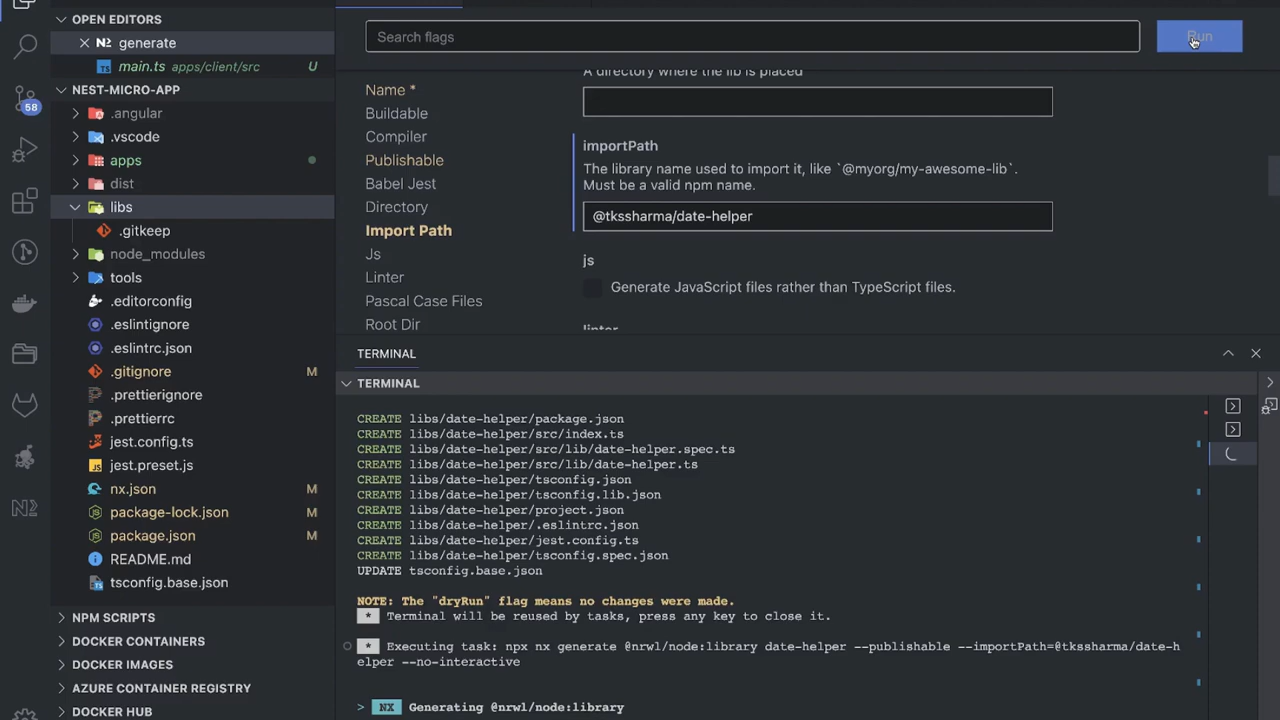 OPEN EDITORS
N2 generate
main.ts apps/client/src U
58
NEST-MICRO-APP
.angular
.vscode
apps
dist
libs
.gitkeep
node_modules
tools
.editorconfig
.eslintignore
.eslintrc.json
.gitignore M
.prettierignore
.prettierrc
jest.config.ts
jest.preset.js
nx.json M
package-lock.json M
package.json M
README.md
tsconfig.base.json
NPM SCRIPTS
DOCKER CONTAINERS
DOCKER IMAGES
AZURE CONTAINER REGISTRY
DOCKER HUB
Search flags
Run
Name *
Buildable
Compiler
Publishable
Babel Jest
Directory
Import Path
Js
Linter
Pascal Case Files
Root Dir
A directory where the lib is placed
importPath
The library name used to import it, like `@myorg/my-awesome-lib`.
Must be a valid npm name.
@tkssharma/date-helper
js
Generate JavaScript files rather than TypeScript files.
linter
TERMINAL
TERMINAL
CREATE libs/date-helper/package.json
CREATE libs/date-helper/src/index.ts
CREATE libs/date-helper/src/lib/date-helper.spec.ts
CREATE libs/date-helper/src/lib/date-helper.ts
CREATE libs/date-helper/tsconfig.json
CREATE libs/date-helper/tsconfig.lib.json
CREATE libs/date-helper/project.json
CREATE libs/date-helper/.eslintrc.json
CREATE libs/date-helper/jest.config.ts
CREATE libs/date-helper/tsconfig.spec.json
UPDATE tsconfig.base.json
NOTE: The "dryRun" flag means no changes were made.
* Terminal will be reused by tasks, press any key to close it.
* Executing task: npx nx generate @nrwl/node:library date-helper --publishable --importPath=@tkssharma/date-h
elper --no-interactive
> NX Generating @nrwl/node:library